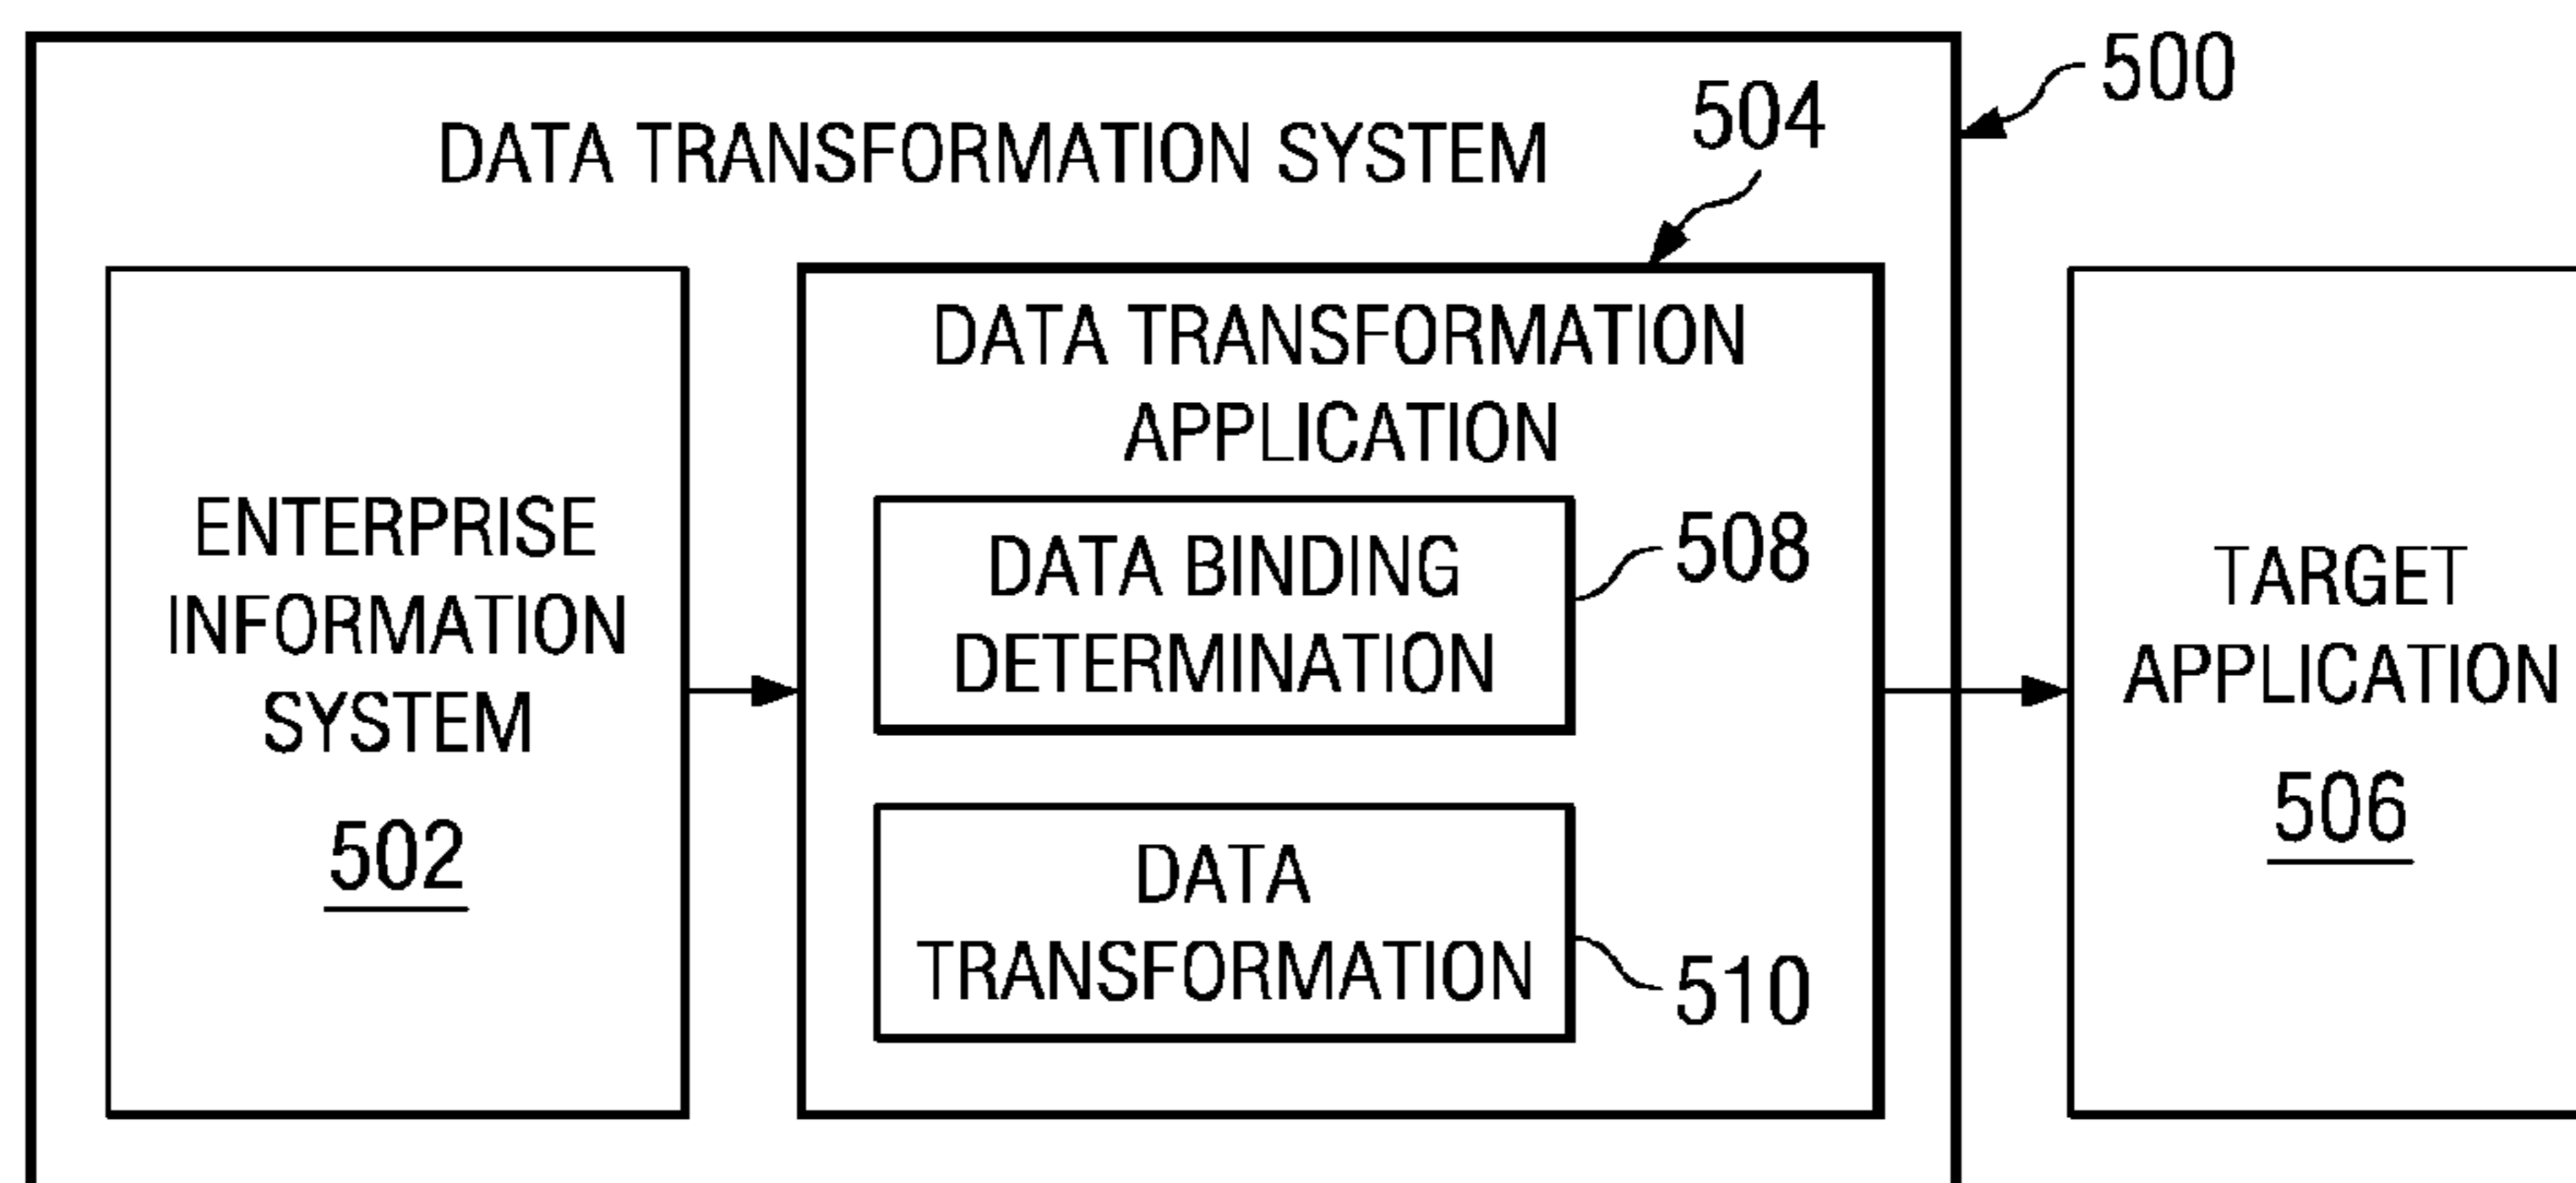 500
DATA TRANSFORMATION SYSTEM
504
ENTERPRISE
INFORMATION
SYSTEM
502
DATA TRANSFORMATION
APPLICATION
DATA BINDING
DETERMINATION
508
DATA
TRANSFORMATION
510
TARGET
APPLICATION
506